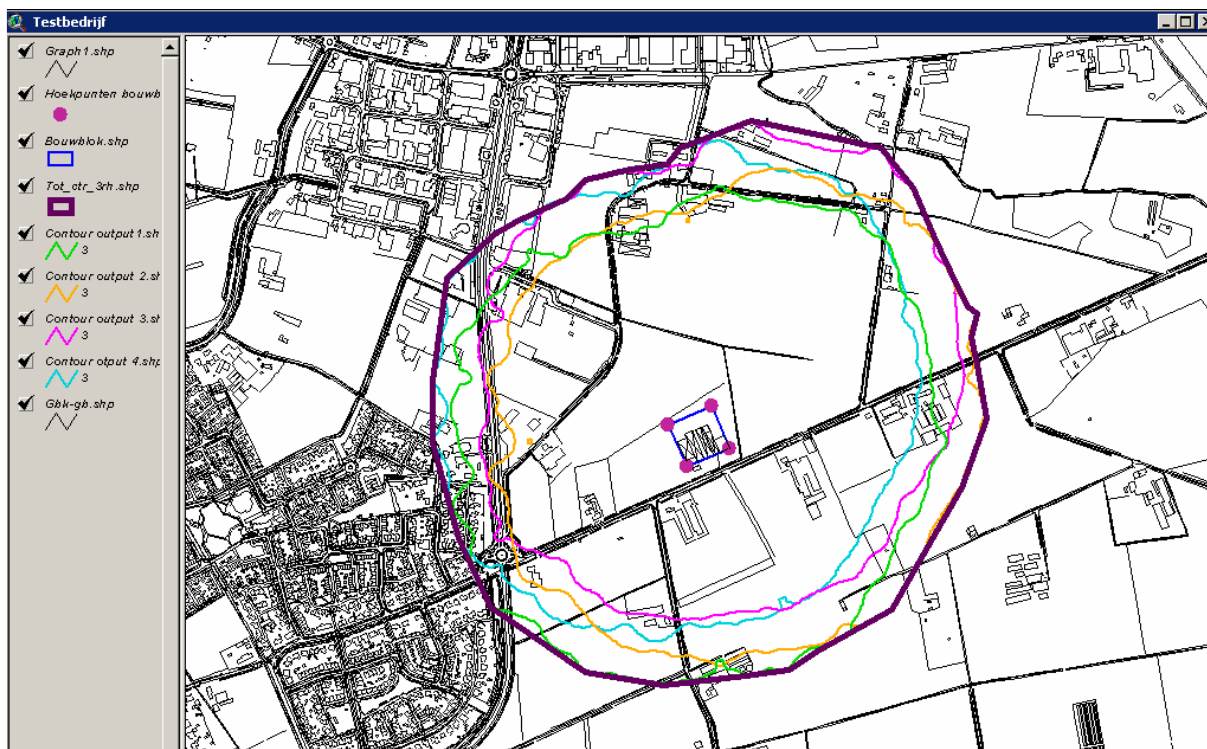 Testbedrijf
Graph1.shp
Hoekpunten bouwb
Bouwblok.shp
Tot_ctr_3rh.shp
Contour output 1.sh
3
Contour output 2.sh
3
Contour output 3.sh
3
Contour otput 4.shp
3
Gbk-gb.shp